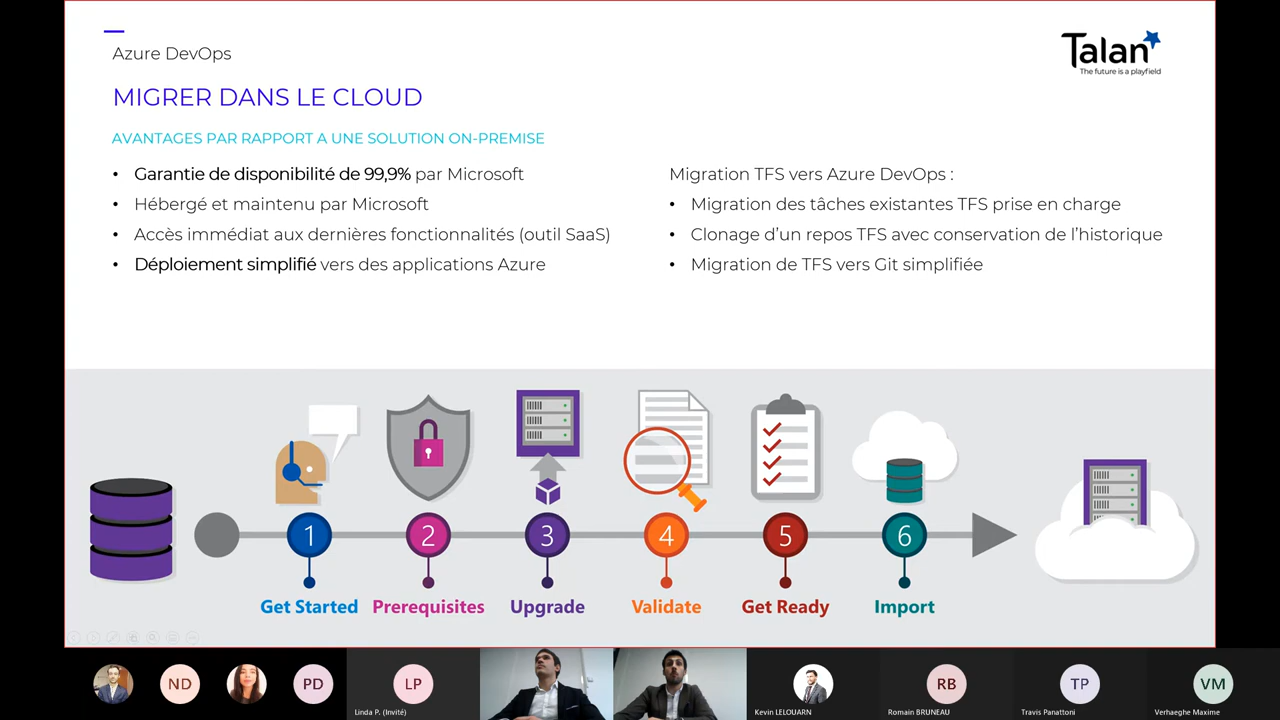 Azure DevOps
Talan
The future is a playfield
MIGRER DANS LE CLOUD
AVANTAGES PAR RAPPORT A UNE SOLUTION ON-PREMISE
• Garantie de disponibilité de 99,9% par Microsoft
• Hébergé et maintenu par Microsoft
• Accès immédiat aux dernières fonctionnalités (outil SaaS)
• Déploiement simplifié vers des applications Azure
Migration TFS vers Azure DevOps :
• Migration des tâches existantes TFS prise en charge
• Clonage d’un repos TFS avec conservation de l’historique
• Migration de TFS vers Git simplifiée
1 2 3 4 5 6
Get Started Prerequisites Upgrade Validate Get Ready Import
ND PD LP RB TP VM
Linda P. (Invité) Kevin LELOUARN Romain BRUNEAU Travis Panattoni Verhaeghe Maxime